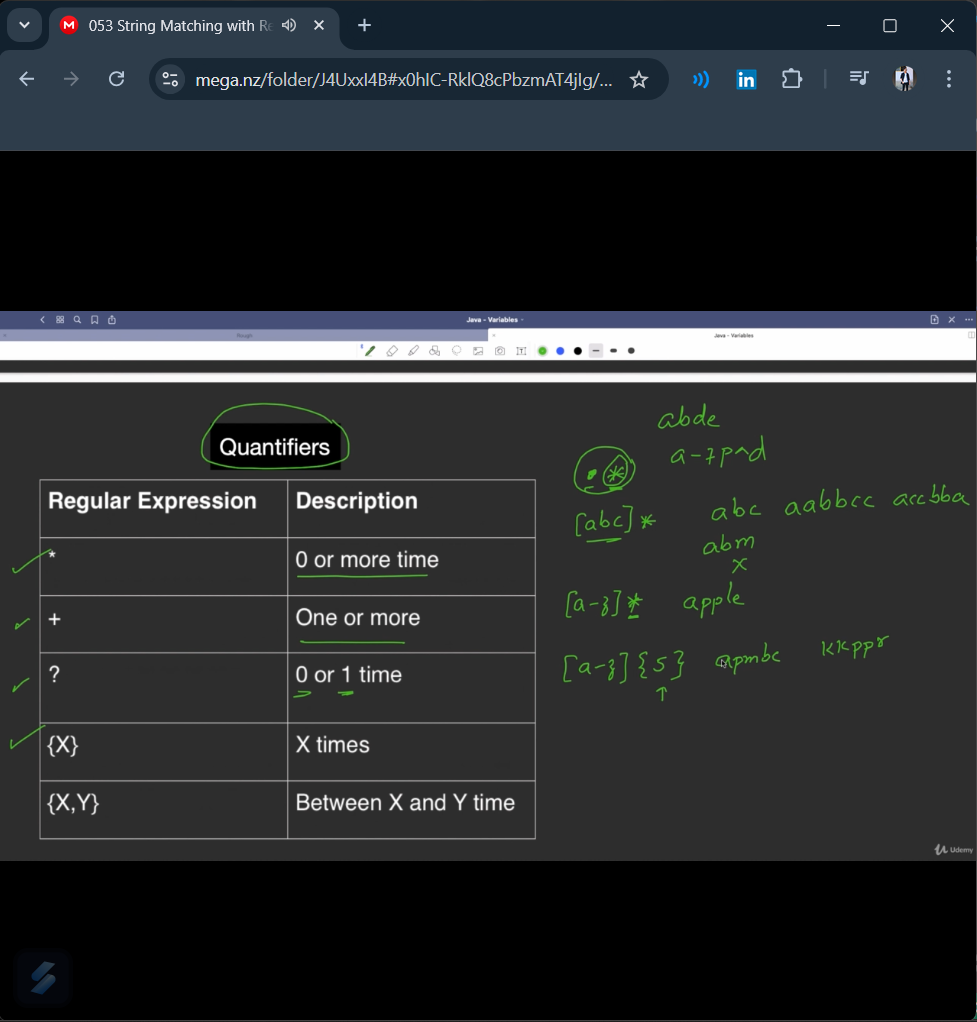 053 String Matching with Re
mega.nz/folder/J4UxxI4B#x0hIC-RklQ8cPbzmAT4jIg/...
Java - Variables
Rough
Java - Variables
Quantifiers
Regular Expression Description
* 0 or more time
+ One or more
? 0 or 1 time
{X} X times
{X,Y} Between X and Y time
abde
.* a-7p^d
[abc]* abc aabbcc accbba
abm
x
[a-z]* apple
[a-z]{5} apmbc kkppr
Udemy